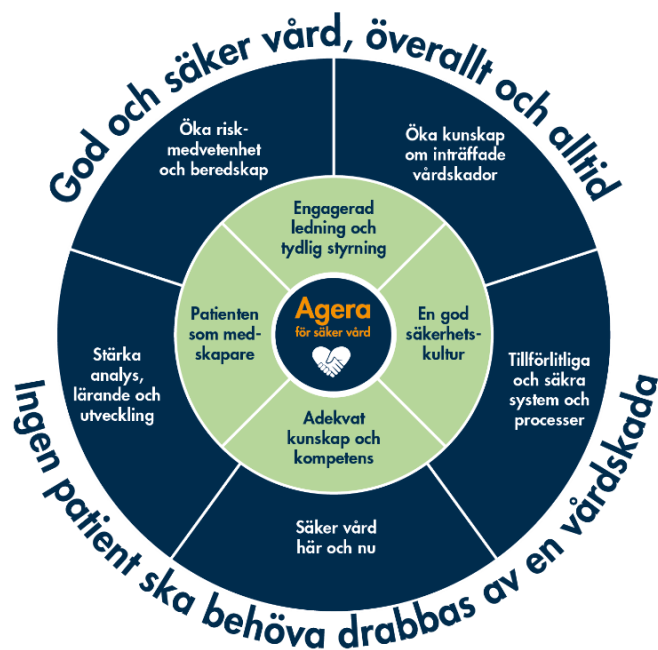 God och säker vård, överallt och alltid
Öka risk-
medvetenhet
och beredskap
Öka kunskap
om inträffade
vårdskador
Engagerad
ledning och
tydlig styrning
Patienten
som med-
skapare
Agera
för säker vård
En god
säkerhets-
kultur
Stärka
analys,
lärande och
utveckling
Tillförlitliga
och säkra
system och
processer
Adekvat
kunskap och
kompetens
Säker vård
här och nu
Ingen patient ska behöva drabbas av en vårdskada